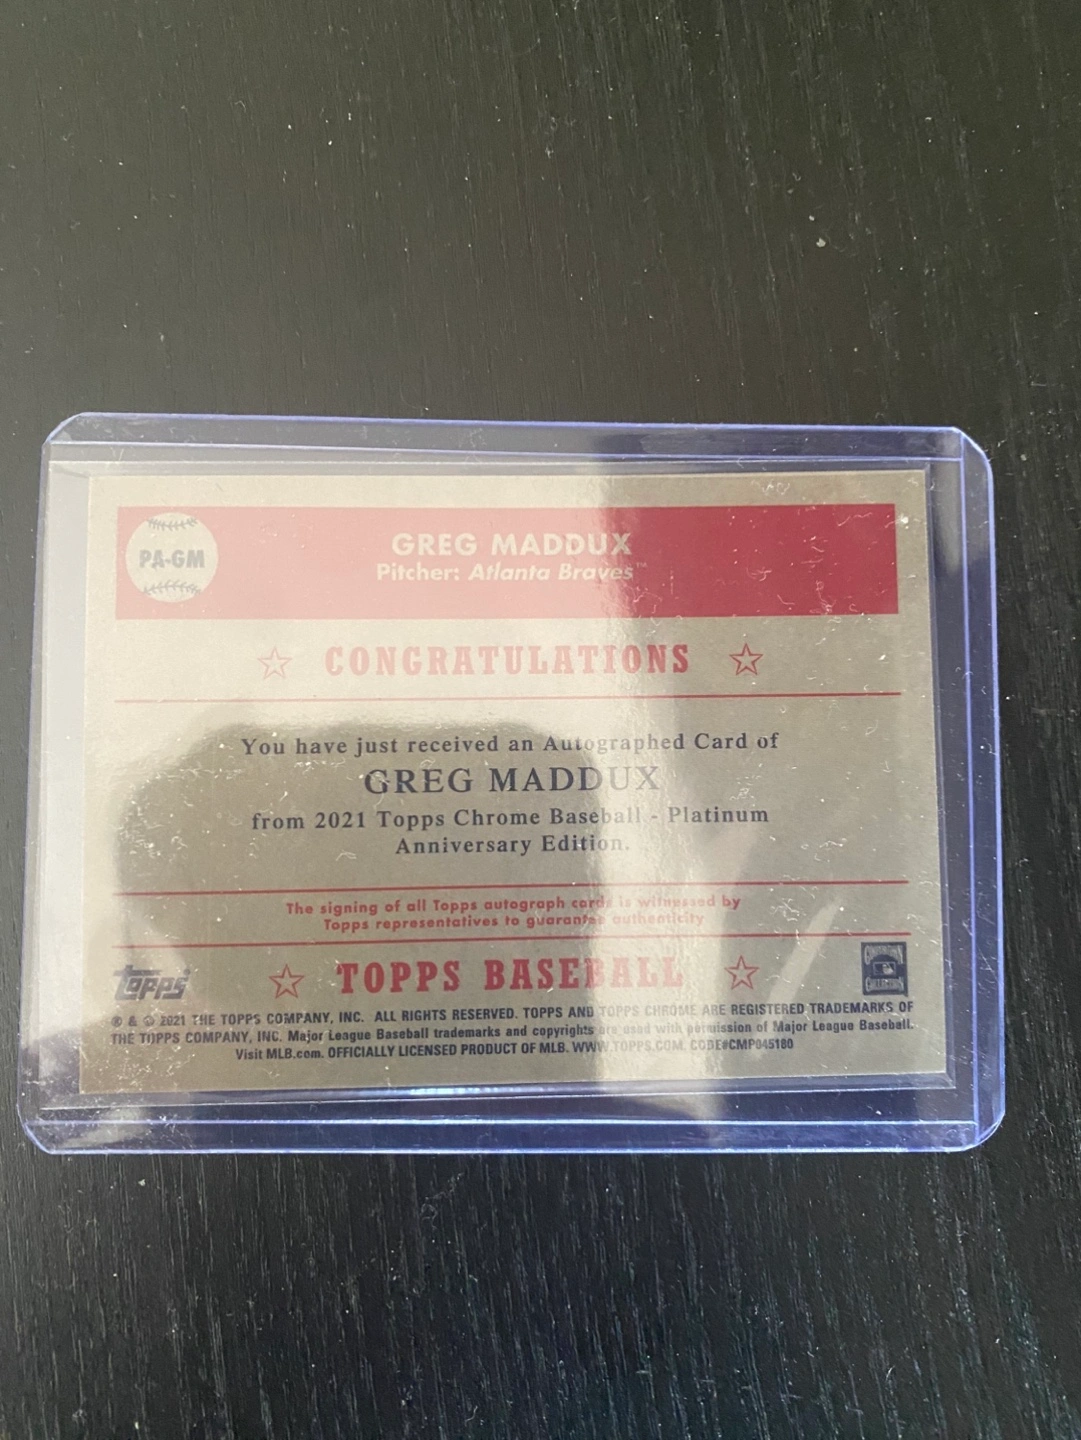 PA-GM
GREG MADDUX
Pitcher: Atlanta Braves™
CONGRATULATIONS
You have just received an Autographed Card of
GREG MADDUX
from 2021 Topps Chrome Baseball - Platinum
Anniversary Edition.
The signing of all Topps autograph cards is witnessed by
Topps representatives to guarantee authenticity
topps
TOPPS BASEBALL
COOPERSTOWN
COLLECTION
® & © 2021 THE TOPPS COMPANY, INC. ALL RIGHTS RESERVED. TOPPS AND TOPPS CHROME ARE REGISTERED TRADEMARKS OF
THE TOPPS COMPANY, INC. Major League Baseball trademarks and copyrights are used with permission of Major League Baseball.
Visit MLB.com. OFFICIALLY LICENSED PRODUCT OF MLB. WWW.TOPPS.COM. CODE#CMP045180